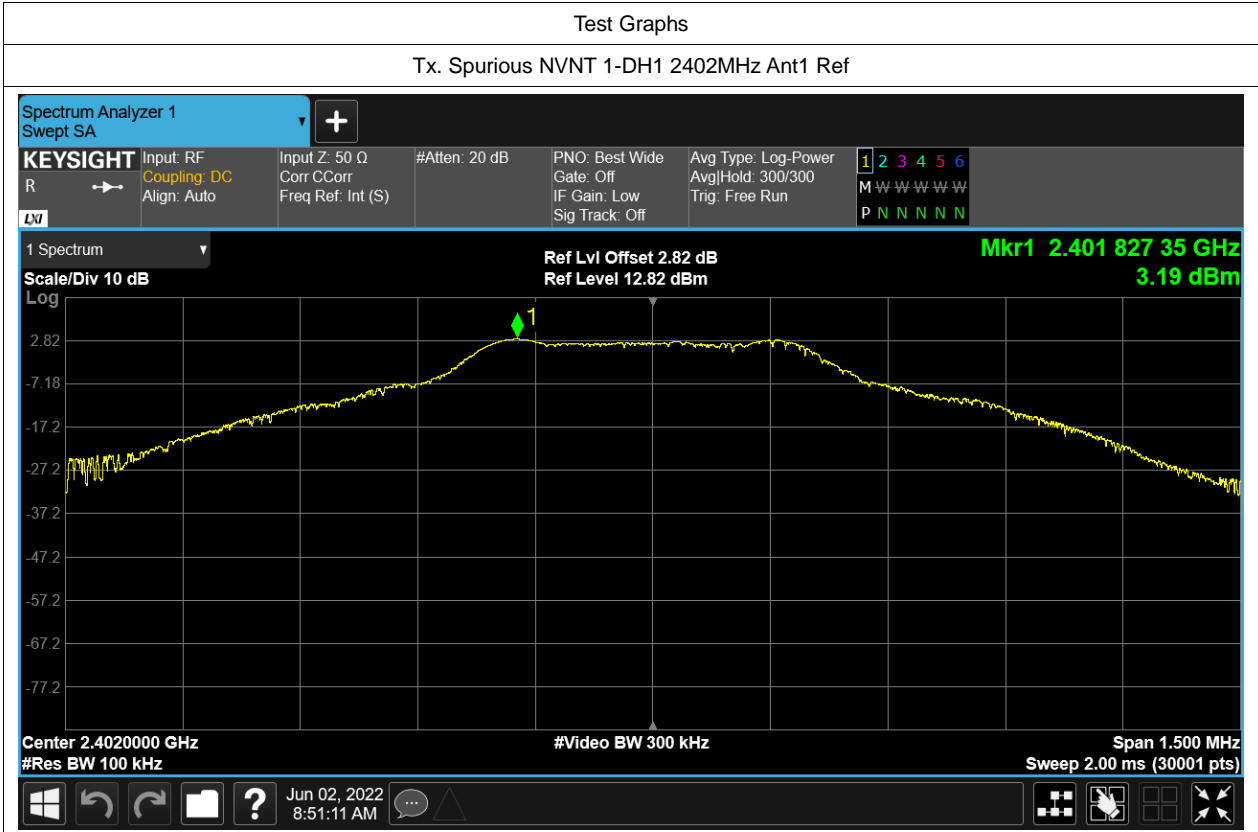 Test Graphs
Tx. Spurious NVNT 1-DH1 2402MHz Ant1 Ref
Spectrum Analyzer 1
Swept SA
KEYSIGHT
R
LXI
Input: RF
Coupling: DC
Align: Auto
Input Z: 50 Ω
Corr CCorr
Freq Ref: Int (S)
#Atten: 20 dB
PNO: Best Wide
Gate: Off
IF Gain: Low
Sig Track: Off
Avg Type: Log-Power
Avg|Hold: 300/300
Trig: Free Run
1 2 3 4 5 6
M W W W W W
P N N N N N
1 Spectrum
Scale/Div 10 dB
Log
Ref Lvl Offset 2.82 dB
Ref Level 12.82 dBm
Mkr1 2.401 827 35 GHz
3.19 dBm
1
2.82
-7.18
-17.2
-27.2
-37.2
-47.2
-57.2
-67.2
-77.2
Center 2.4020000 GHz
#Res BW 100 kHz
#Video BW 300 kHz
Span 1.500 MHz
Sweep 2.00 ms (30001 pts)
?
Jun 02, 2022
8:51:11 AM